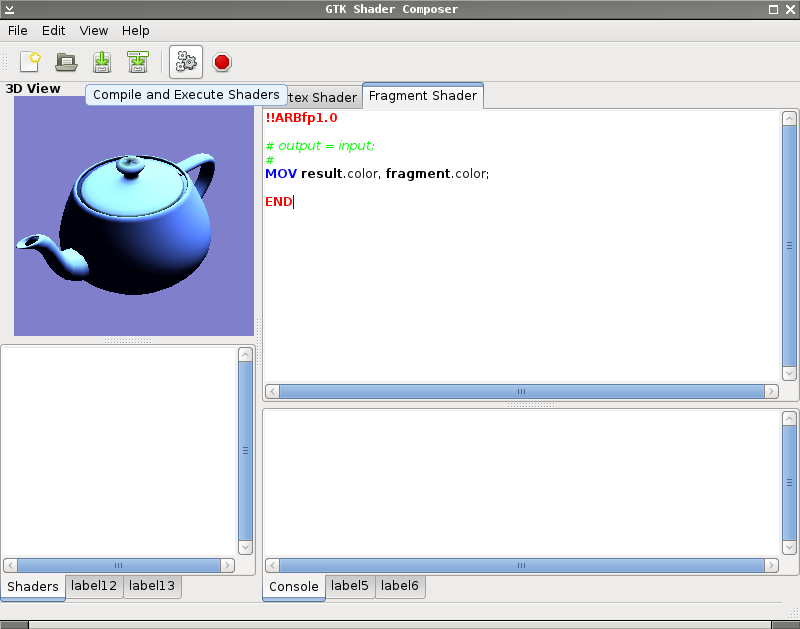 GTK Shader Composer
File Edit View Help
3D View
Compile and Execute Shaders
tex Shader
Fragment Shader
!!ARBfp1.0
# output = input;
#
MOV result.color, fragment.color;
END
Shaders label12 label13
Console label5 label6